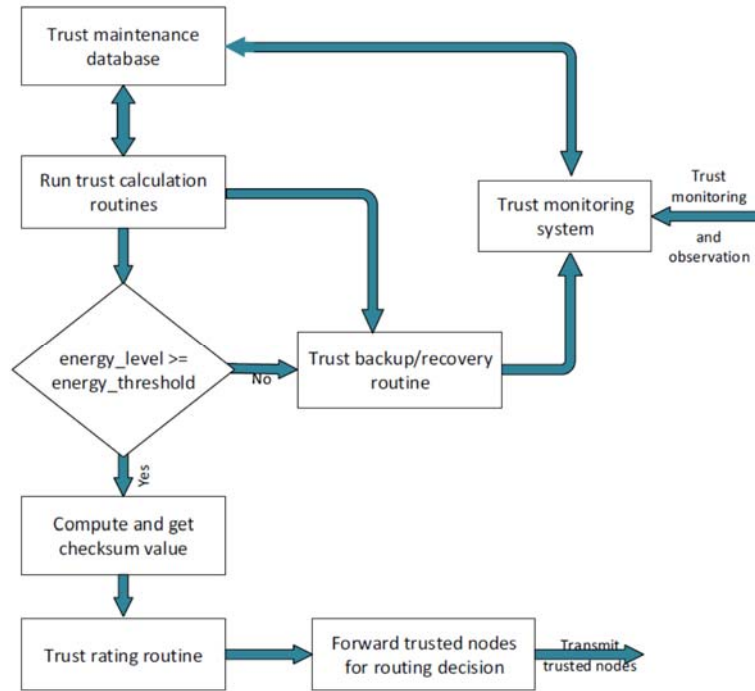 Trust maintenance
database
Run trust calculation
routines
Trust monitoring
system
Trust
monitoring
and
observation
energy_level >=
energy_threshold
No
Trust backup/recovery
routine
Yes
Compute and get
checksum value
Trust rating routine
Forward trusted nodes
for routing decision
Transmit
trusted nodes